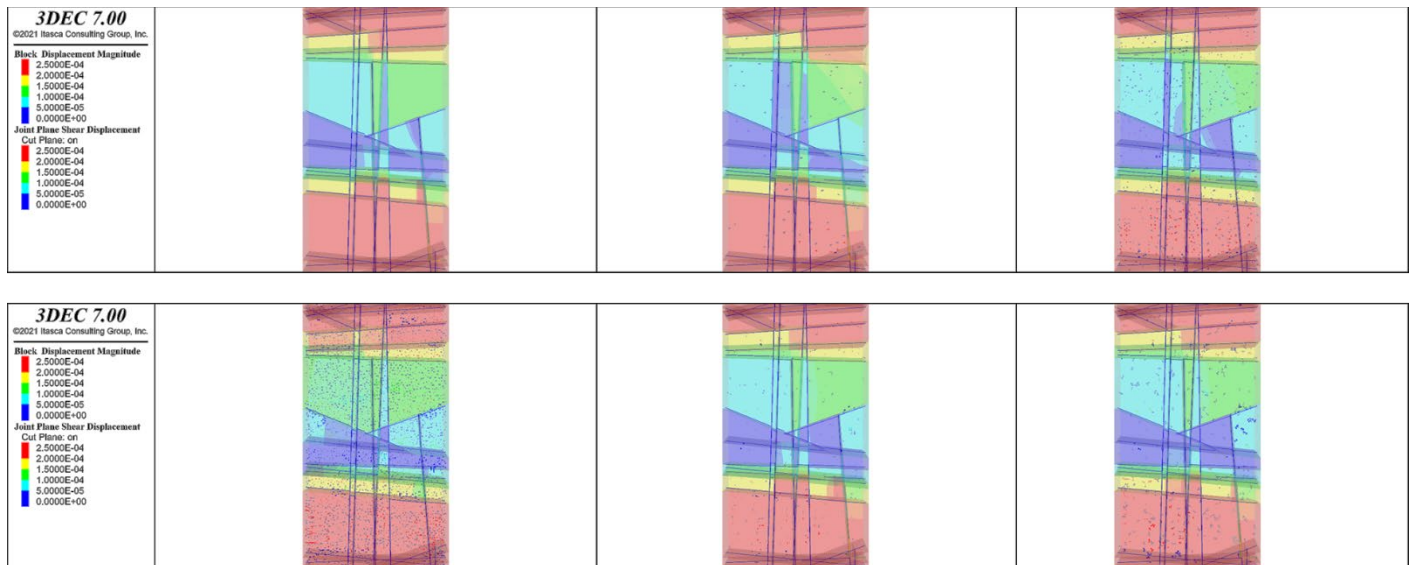 3DEC 7.00
©2021 Itasca Consulting Group, Inc.
Block Displacement Magnitude
2.5000E-04
2.0000E-04
1.5000E-04
1.0000E-04
5.0000E-05
0.0000E+00
Joint Plane Shear Displacement
Cut Plane: on
2.5000E-04
2.0000E-04
1.5000E-04
1.0000E-04
5.0000E-05
0.0000E+00
3DEC 7.00
©2021 Itasca Consulting Group, Inc.
Block Displacement Magnitude
2.5000E-04
2.0000E-04
1.5000E-04
1.0000E-04
5.0000E-05
0.0000E+00
Joint Plane Shear Displacement
Cut Plane: on
2.5000E-04
2.0000E-04
1.5000E-04
1.0000E-04
5.0000E-05
0.0000E+00